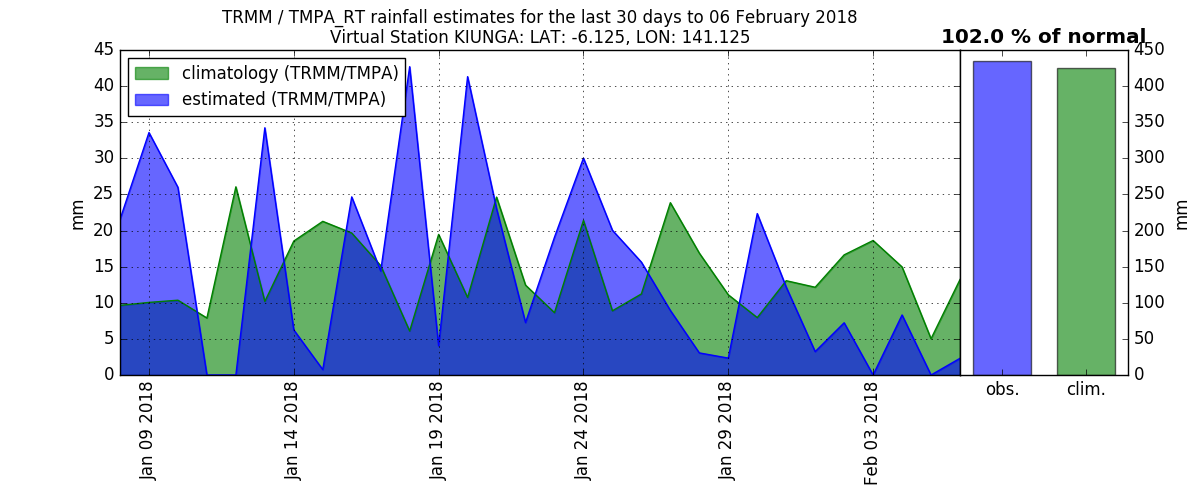 TRMM / TMPA_RT rainfall estimates for the last 30 days to 06 February 2018
Virtual Station KIUNGA: LAT: -6.125, LON: 141.125
102.0 % of normal
climatology (TRMM/TMPA)
estimated (TRMM/TMPA)
mm
45
40
35
30
25
20
15
10
5
0
Jan 09 2018
Jan 14 2018
Jan 19 2018
Jan 24 2018
Jan 29 2018
Feb 03 2018
obs.
clim.
450
400
350
300
250
200
150
100
50
0
mm